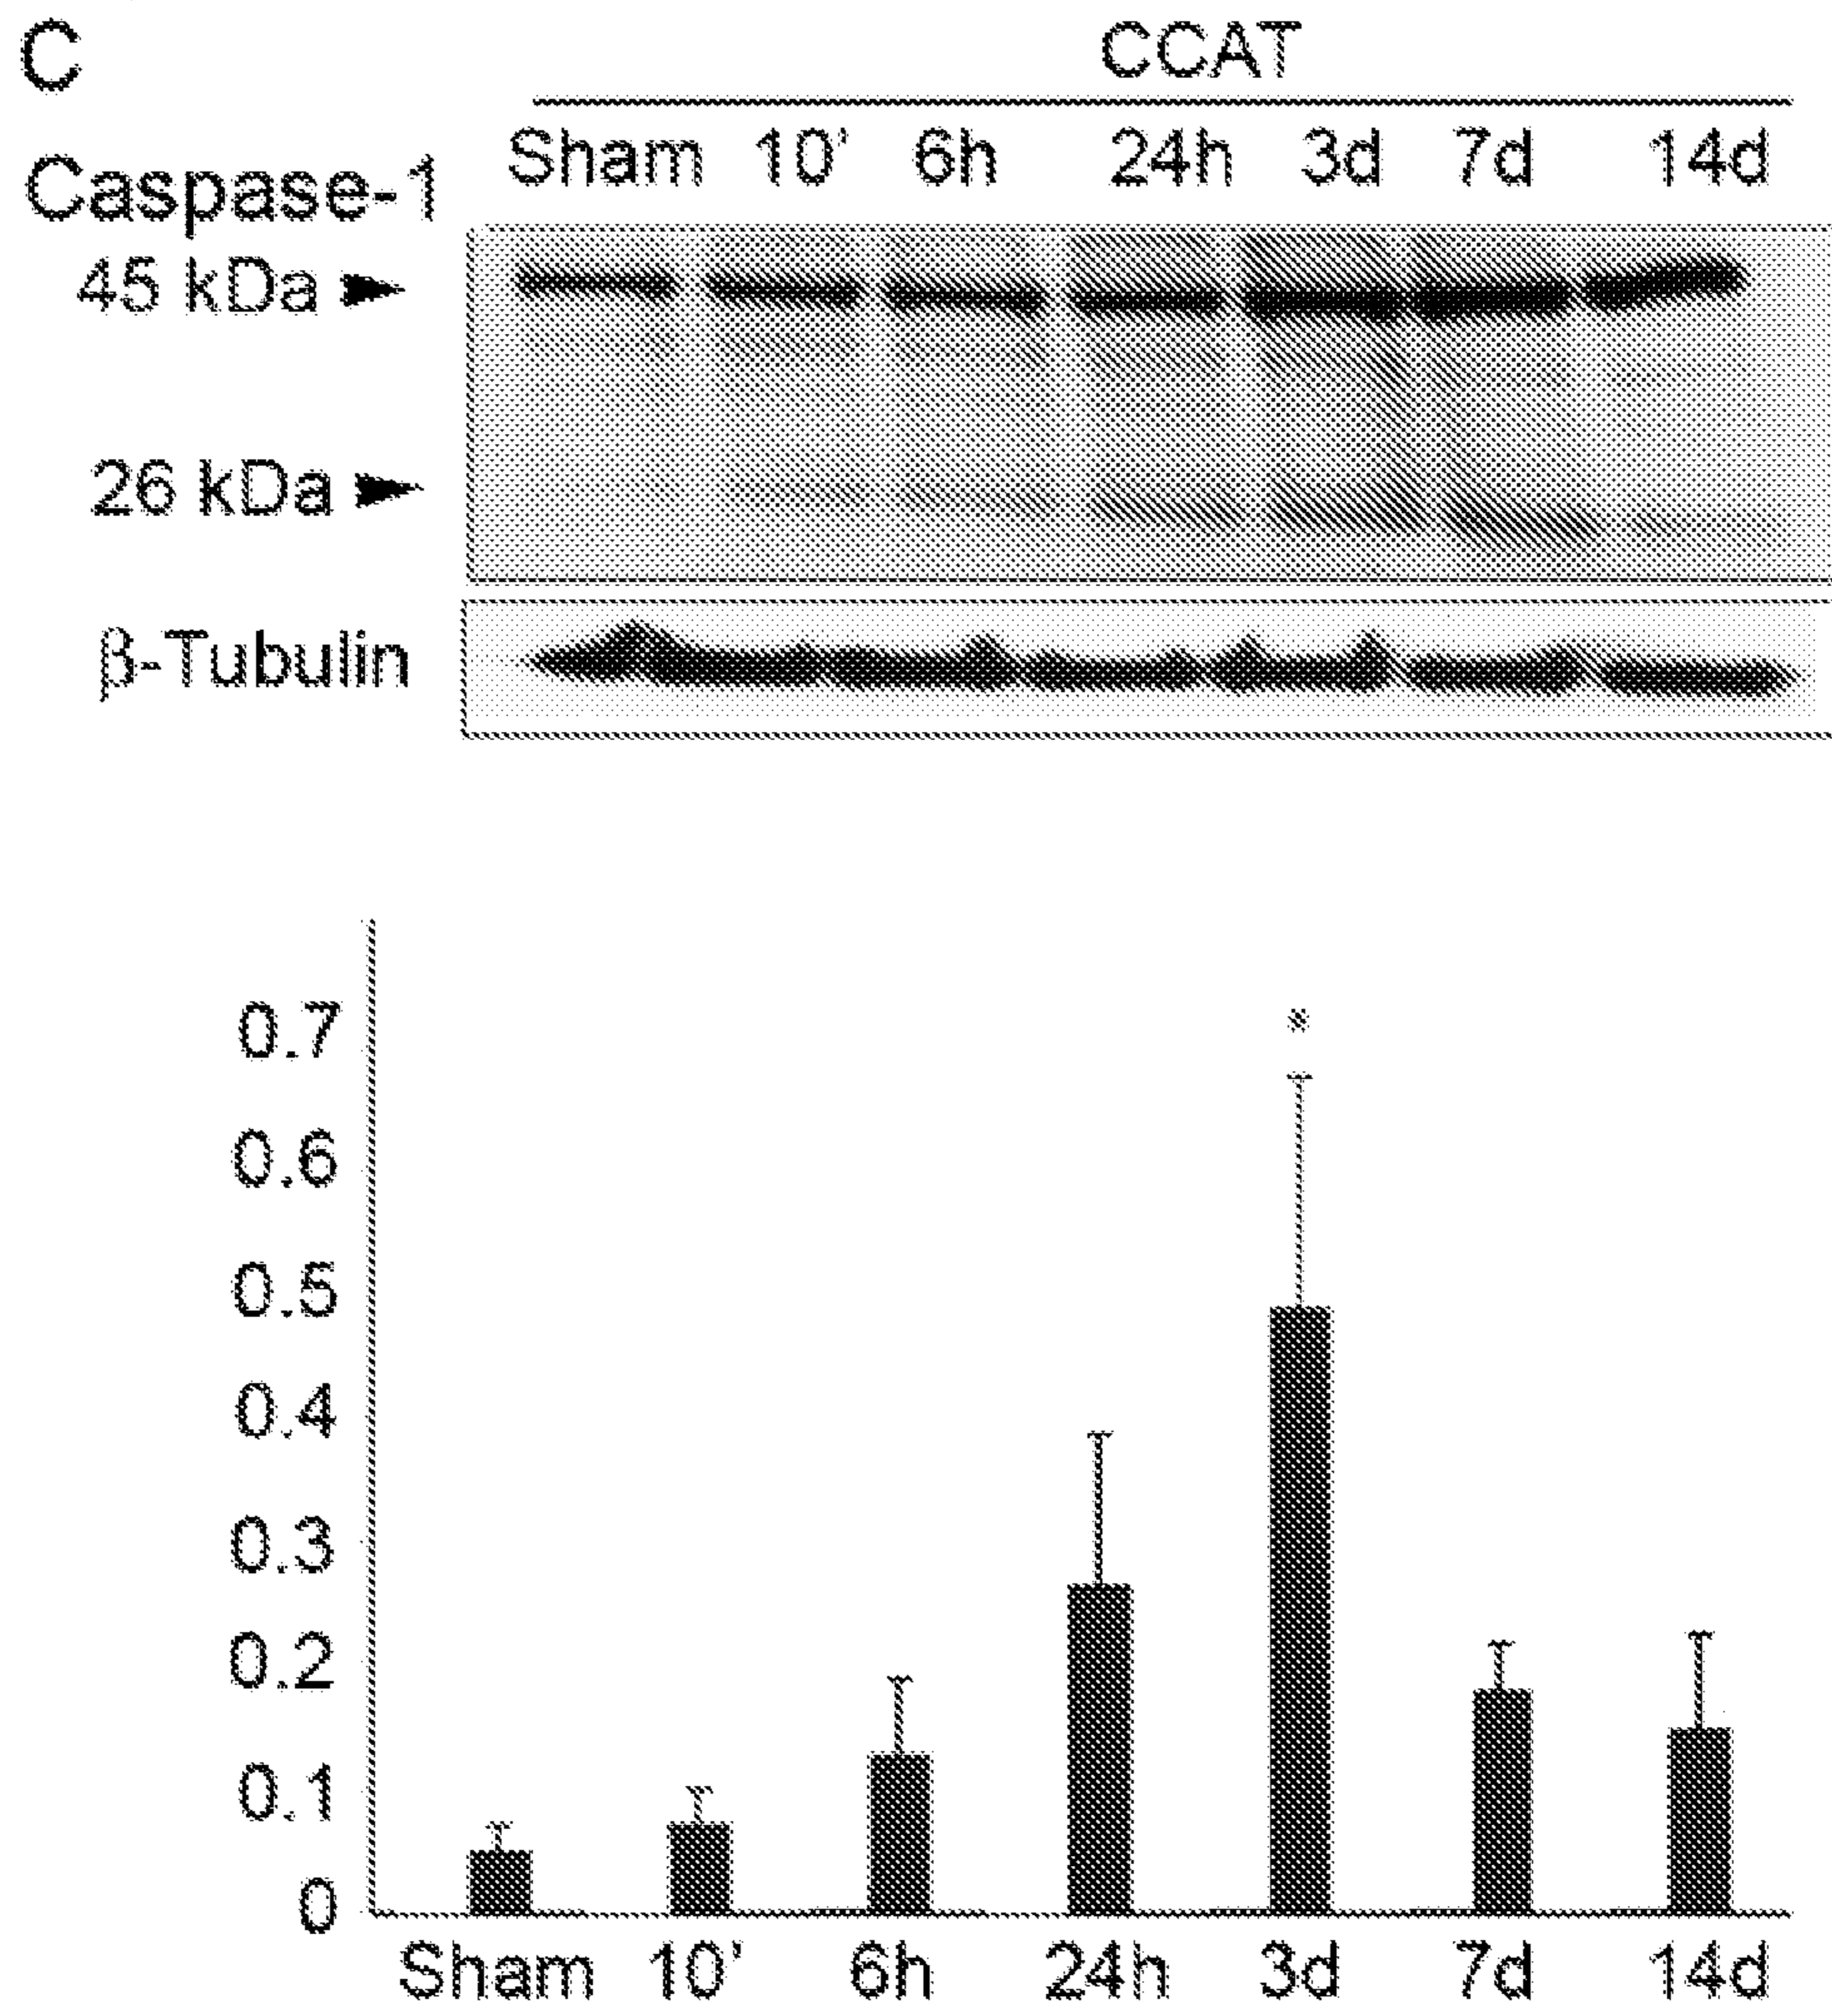 C
CCAT
Caspase-1
Sham 10' 6h 24h 3d 7d 14d
45 kDa
26 kDa
β-Tubulin
0.7
*
0.6
0.5
0.4
0.3
0.2
0.1
0
Sham 10' 6h 24h 3d 7d 14d